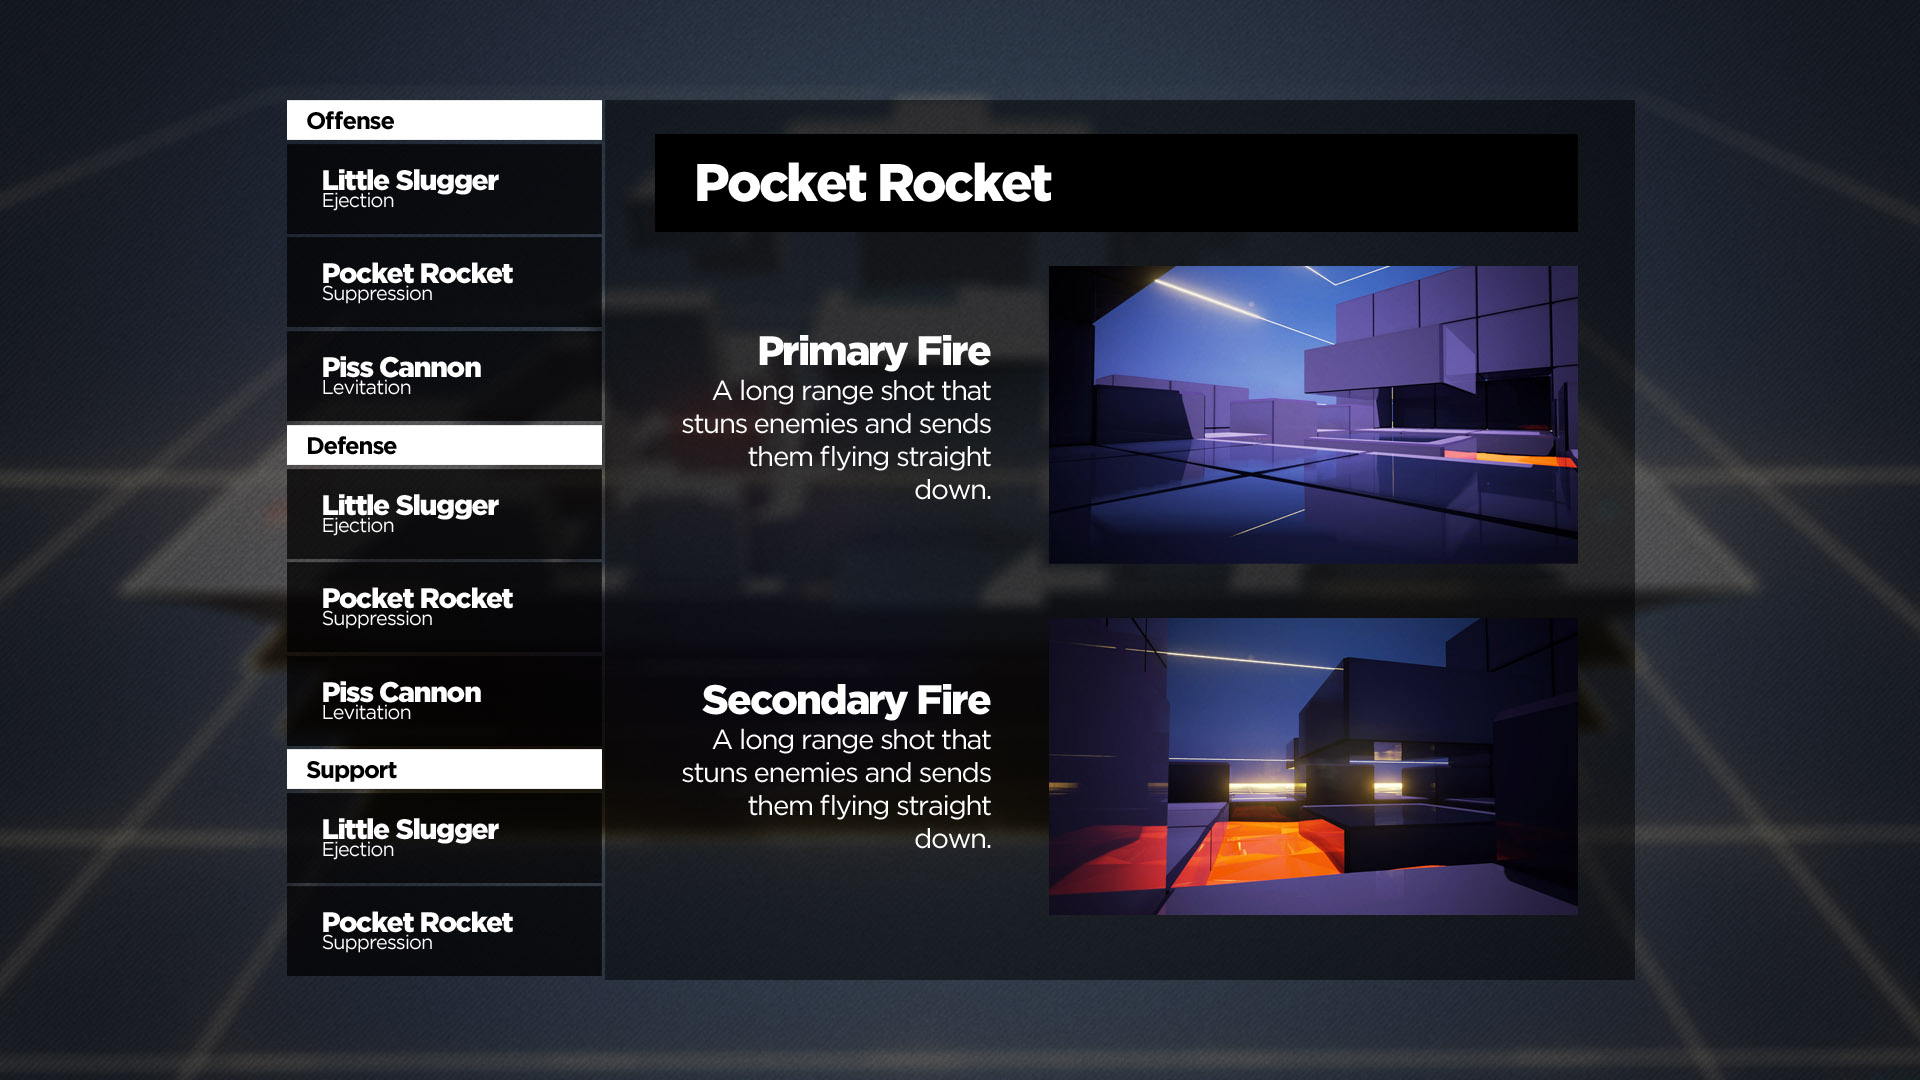 Offense
Little Slugger
Ejection
Pocket Rocket
Suppression
Piss Cannon
Levitation
Defense
Little Slugger
Ejection
Pocket Rocket
Suppression
Piss Cannon
Levitation
Support
Little Slugger
Ejection
Pocket Rocket
Suppression
Pocket Rocket
Primary Fire
A long range shot that
stuns enemies and sends
them flying straight
down.
Secondary Fire
A long range shot that
stuns enemies and sends
them flying straight
down.